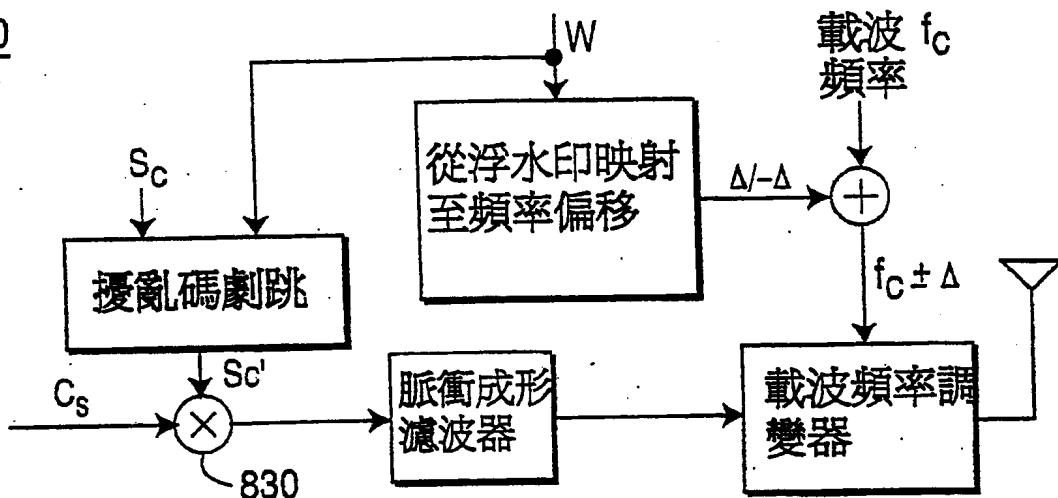 0
W
載波 fC
頻率
從浮水印映射
至頻率偏移
Δ/-Δ
+
SC
fC ± Δ
擾亂碼劇跳
Sc'
CS
×
脈衝成形
濾波器
載波頻率調
變器
830